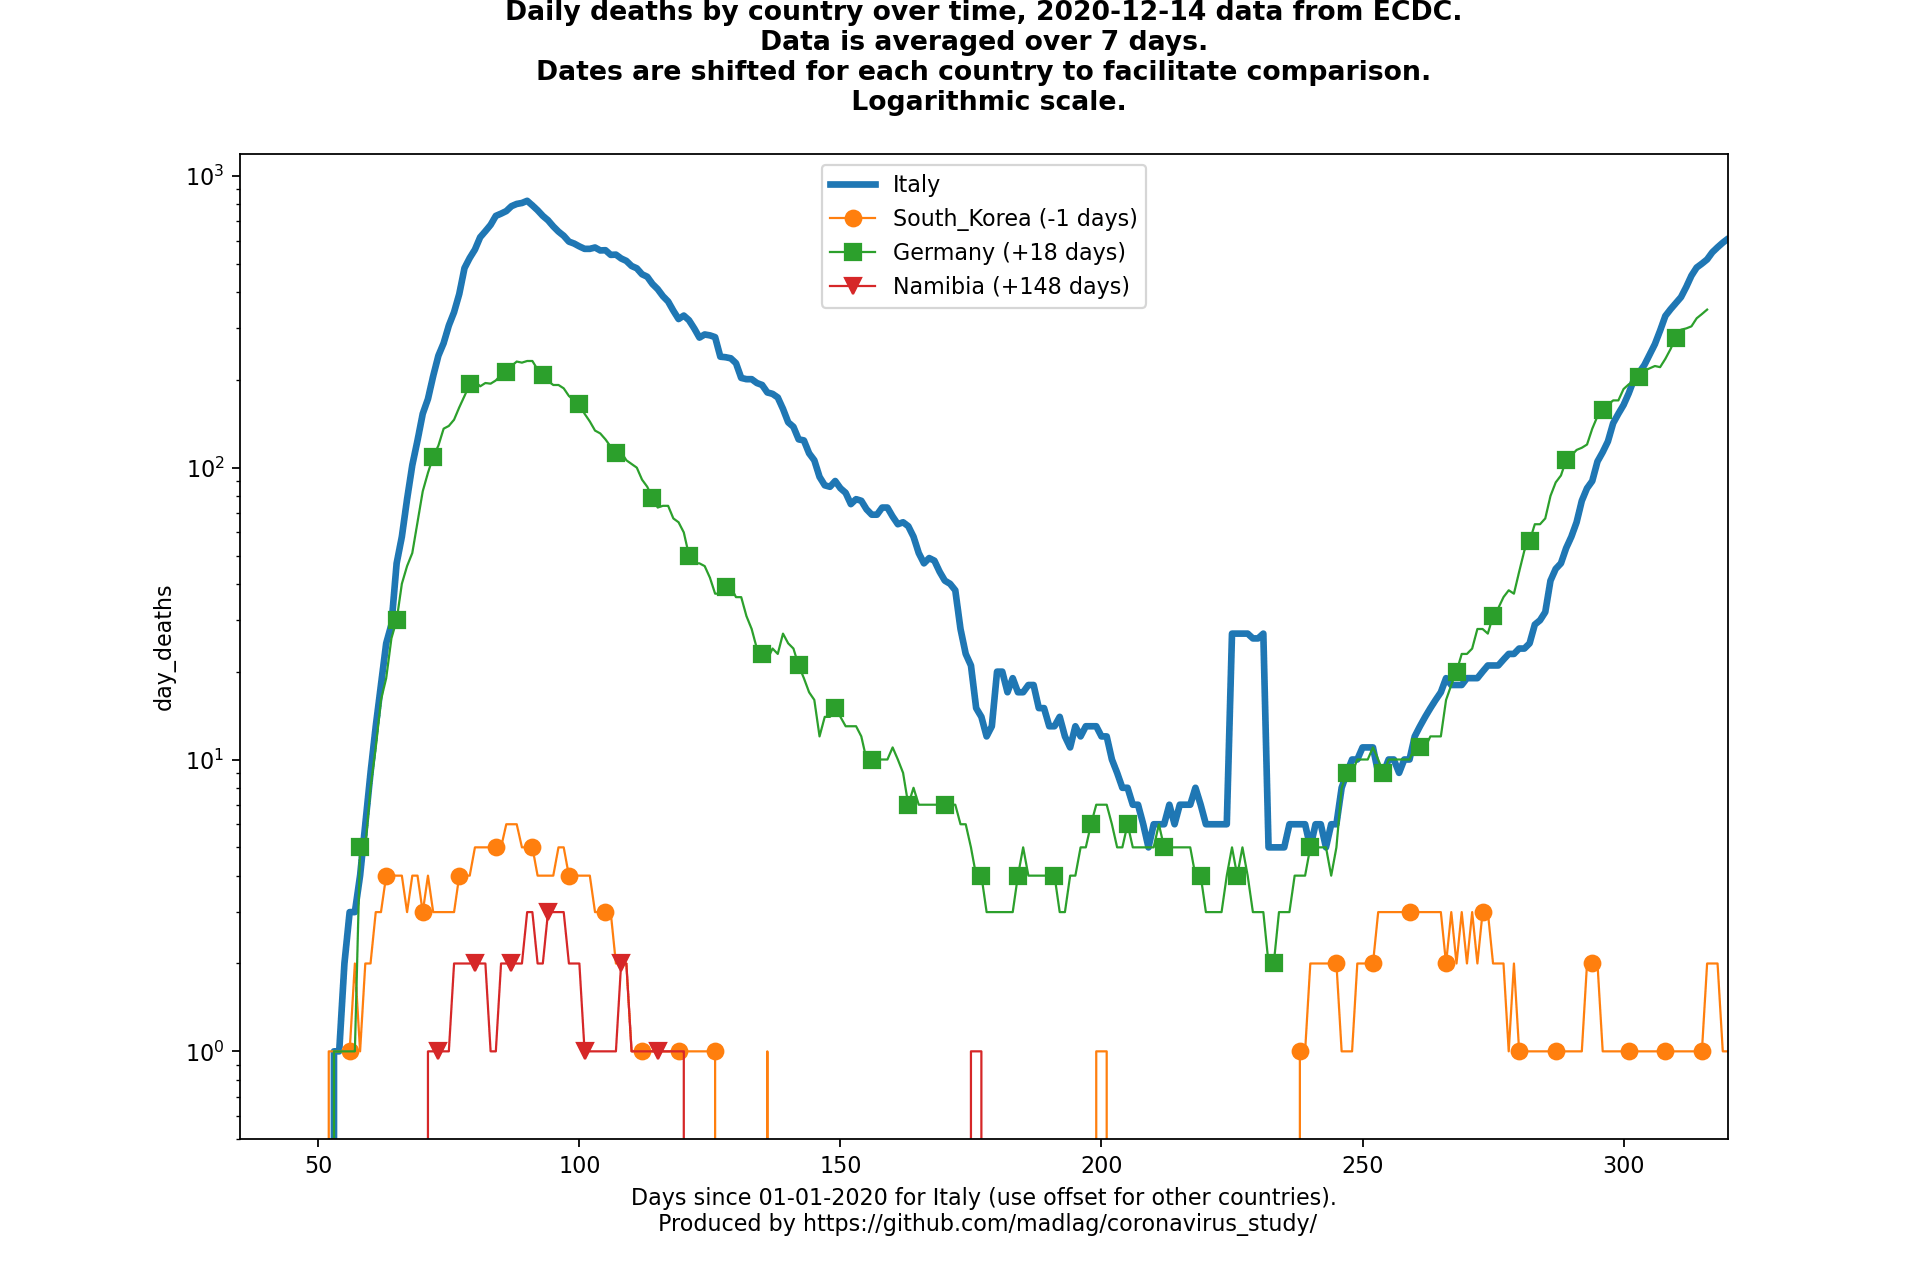 Daily deaths by country over time, 2020-12-14 data from ECDC.
Data is averaged over 7 days.
Dates are shifted for each country to facilitate comparison.
Logarithmic scale.
10³
Italy
South_Korea (-1 days)
Germany (+18 days)
Namibia (+148 days)
10²
day_deaths
10¹
10⁰
50 100 150 200 250 300
Days since 01-01-2020 for Italy (use offset for other countries).
Produced by https://github.com/madlag/coronavirus_study/